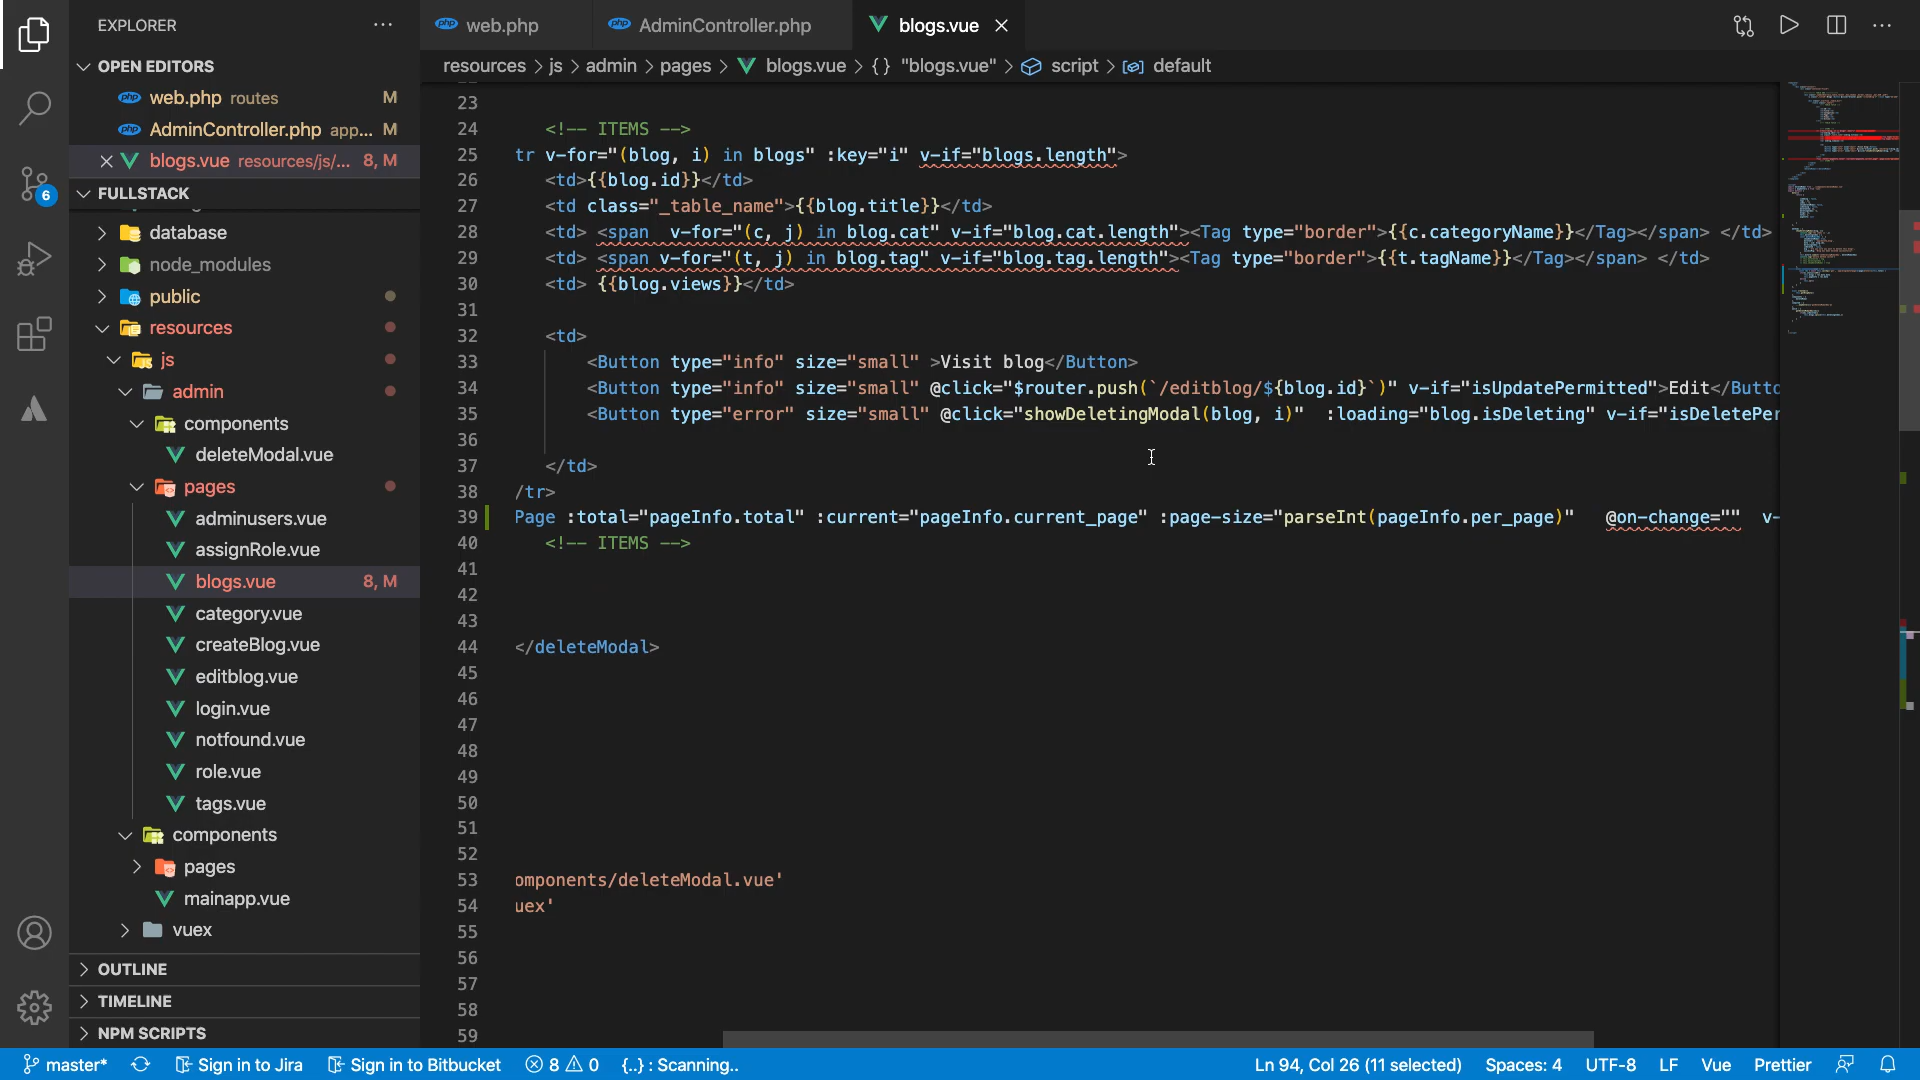 EXPLORER
web.php
AdminController.php
blogs.vue
OPEN EDITORS
web.php routes M
AdminController.php app... M
blogs.vue resources/js/... 8, M
FULLSTACK
database
node_modules
public
resources
js
admin
components
deleteModal.vue
pages
adminusers.vue
assignRole.vue
blogs.vue 8, M
category.vue
createBlog.vue
editblog.vue
login.vue
notfound.vue
role.vue
tags.vue
components
pages
mainapp.vue
vuex
OUTLINE
TIMELINE
NPM SCRIPTS
6
resources > js > admin > pages > blogs.vue > {} "blogs.vue" > script > default
23
24 <!-- ITEMS -->
25 tr v-for="(blog, i) in blogs" :key="i" v-if="blogs.length">
26 <td>{{blog.id}}</td>
27 <td class="_table_name">{{blog.title}}</td>
28 <td> <span  v-for="(c, j) in blog.cat" v-if="blog.cat.length"><Tag type="border">{{c.categoryName}}</Tag></span> </td>
29 <td> <span v-for="(t, j) in blog.tag" v-if="blog.tag.length"><Tag type="border">{{t.tagName}}</Tag></span> </td>
30 <td> {{blog.views}}</td>
31
32 <td>
33 <Button type="info" size="small" >Visit blog</Button>
34 <Button type="info" size="small" @click="$router.push(`/editblog/${blog.id}`)" v-if="isUpdatePermitted">Edit</Butto
35 <Button type="error" size="small" @click="showDeletingModal(blog, i)"  :loading="blog.isDeleting" v-if="isDeletePer
36
37 </td>
38 /tr>
39 Page :total="pageInfo.total" :current="pageInfo.current_page" :page-size="parseInt(pageInfo.per_page)"   @on-change=""  v-
40 <!-- ITEMS -->
41
42
43
44 </deleteModal>
45
46
47
48
49
50
51
52
53 omponents/deleteModal.vue'
54 uex'
55
56
57
58
59
master*
Sign in to Jira
Sign in to Bitbucket
8
0
{..} : Scanning..
Ln 94, Col 26 (11 selected)
Spaces: 4
UTF-8
LF
Vue
Prettier